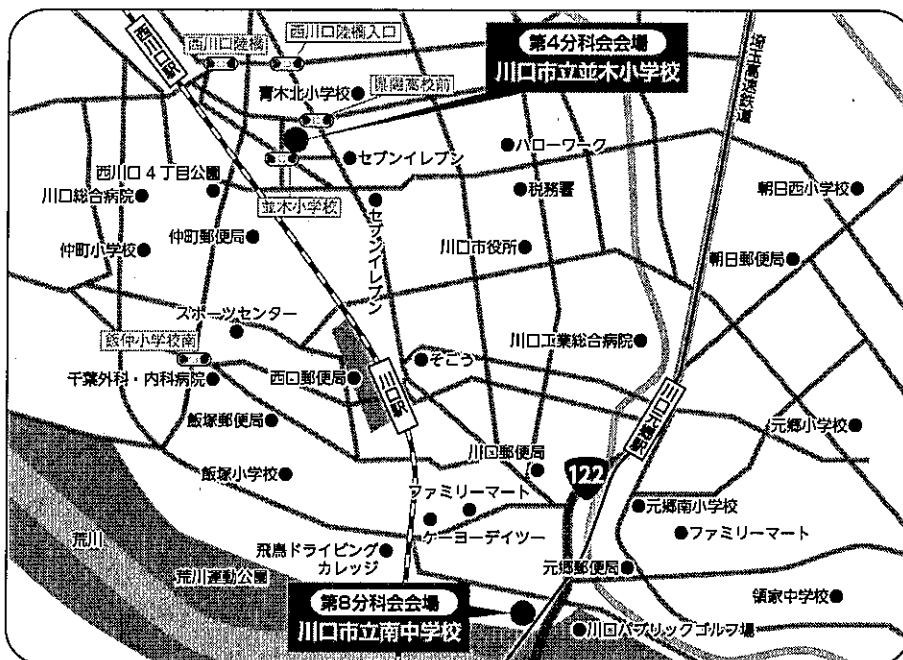 西川口陸橋
西川口陸橋入口
西川口駅
第4分科会会場
川口市立並木小学校
埼玉高速鉄道
青木北小学校
県陽高校前
セブンイレブン
ハローワーク
西川口4丁目公園
川口総合病院
並木小学校
税務署
朝日西小学校
セブンイレブン
仲町小学校
仲町郵便局
川口市役所
朝日郵便局
スポーツセンター
飯仲小学校南
そごう
川口工業総合病院
千葉外科・内科病院
西口郵便局
川口駅
川口元郷駅
飯塚郵便局
元郷小学校
川口郵便局
122
飯塚小学校
ファミリーマート
元郷南小学校
ケーヨーデイツー
ファミリーマート
荒川
飛鳥ドライビング
カレッジ
元郷郵便局
荒川運動公園
領家中学校
第8分科会会場
川口市立南中学校
川口パブリックゴルフ場